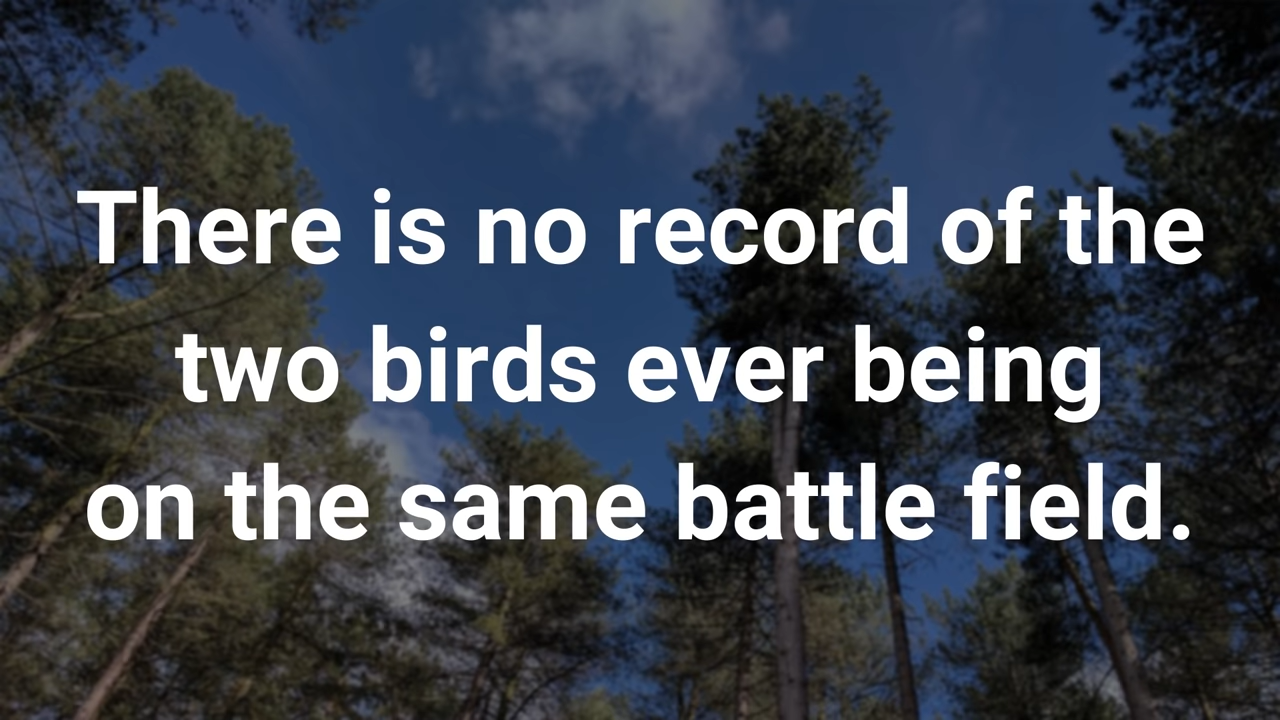 There is no record of the
two birds ever being
on the same battle field.